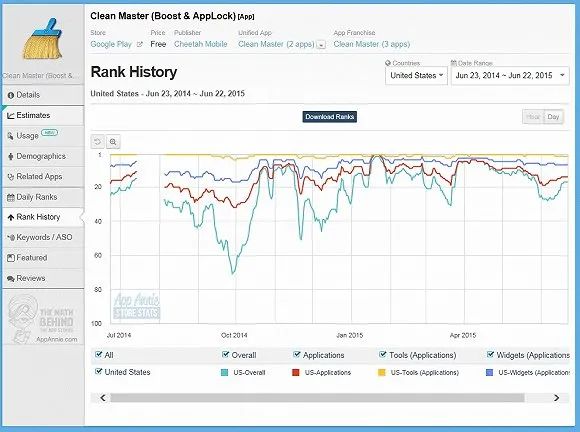 Clean Master (Boost & AppLock) [App]
Store Price Publisher Unified App App Franchise
Google Play Free Cheetah Mobile Clean Master (2 apps) Clean Master (3 apps)
Clean Master (Boost &...
Rank History
Countries Date Range
United States Jun 23, 2014 ~ Jun 22, 2015
United States - Jun 23, 2014 ~ Jun 22, 2015
Download Ranks
Hour Day
Details
Estimates
Usage NEW
Demographics
Related Apps
Daily Ranks
Rank History
Keywords / ASO
Featured
Reviews
THE MATH
BEHIND
THE APP STORES
AppAnnie.com
1
20
40
60
80
100
App Annie
STORE STATS
Jul 2014 Oct 2014 Jan 2015 Apr 2015
All Overall Applications Tools (Applications) Widgets (Applications
United States US-Overall US-Applications US-Tools (Applications) US-Widgets (Applications